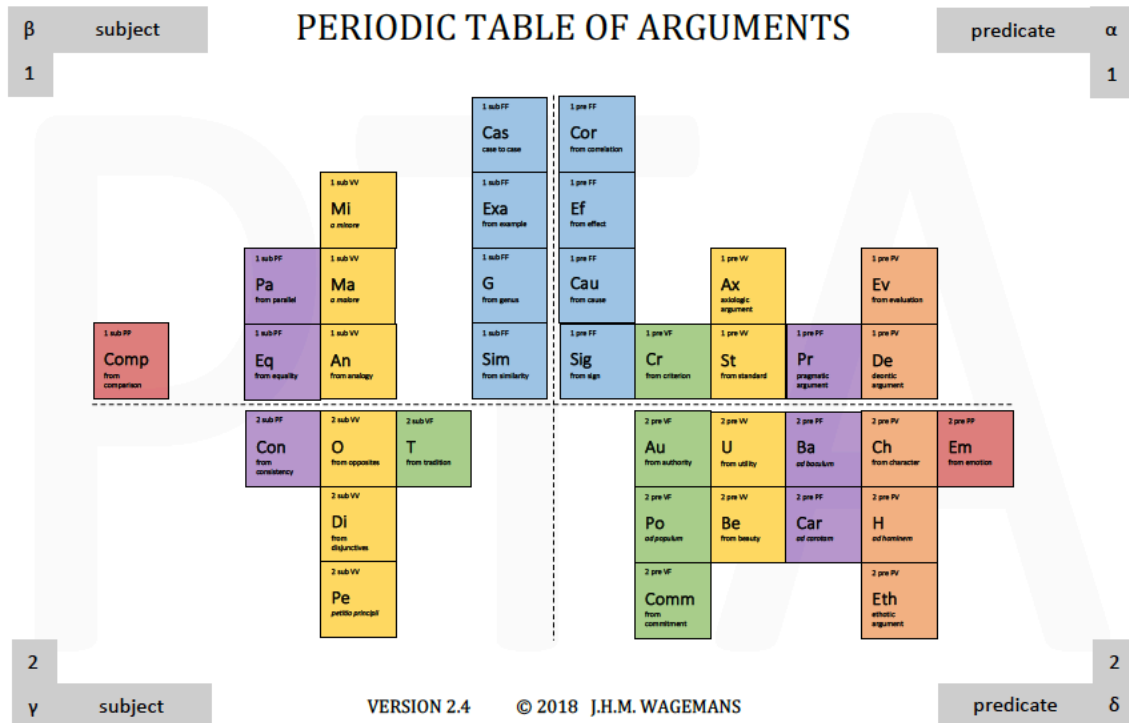 β subject
PERIODIC TABLE OF ARGUMENTS
predicate α
1
1
1 sub FF
Cas
case to case
1 pre FF
Cor
from correlation
1 sub VV
Mi
a minore
1 sub FF
Exa
from example
1 pre FF
Ef
from effect
1 sub PF
Pa
from parallel
1 sub VV
Ma
a maiore
1 sub FF
G
from genus
1 pre FF
Cau
from cause
1 pre VV
Ax
axiologic
argument
1 pre PV
Ev
from evaluation
1 sub PP
Comp
from
comparison
1 sub PF
Eq
from equality
1 sub VV
An
from analogy
1 sub FF
Sim
from similarity
1 pre FF
Sig
from sign
1 pre VF
Cr
from criterion
1 pre VV
St
from standard
1 pre PF
Pr
pragmatic
argument
1 pre PV
De
deontic
argument
2 sub PF
Con
from
consistency
2 sub VV
O
from opposites
2 sub VF
T
from tradition
2 pre VF
Au
from authority
2 pre VV
U
from utility
2 pre PF
Ba
ad baculum
2 pre PV
Ch
from character
2 pre PP
Em
from emotion
2 sub VV
Di
from
disjunctives
2 pre VF
Po
ad populum
2 pre VV
Be
from beauty
2 pre PF
Car
ad carotam
2 pre PV
H
ad hominem
2 sub VV
Pe
petitio principii
2 pre VF
Comm
from
commitment
2 pre PV
Eth
ethotic
argument
2
2
γ subject
VERSION 2.4 © 2018 J.H.M. WAGEMANS
predicate δ
PTA